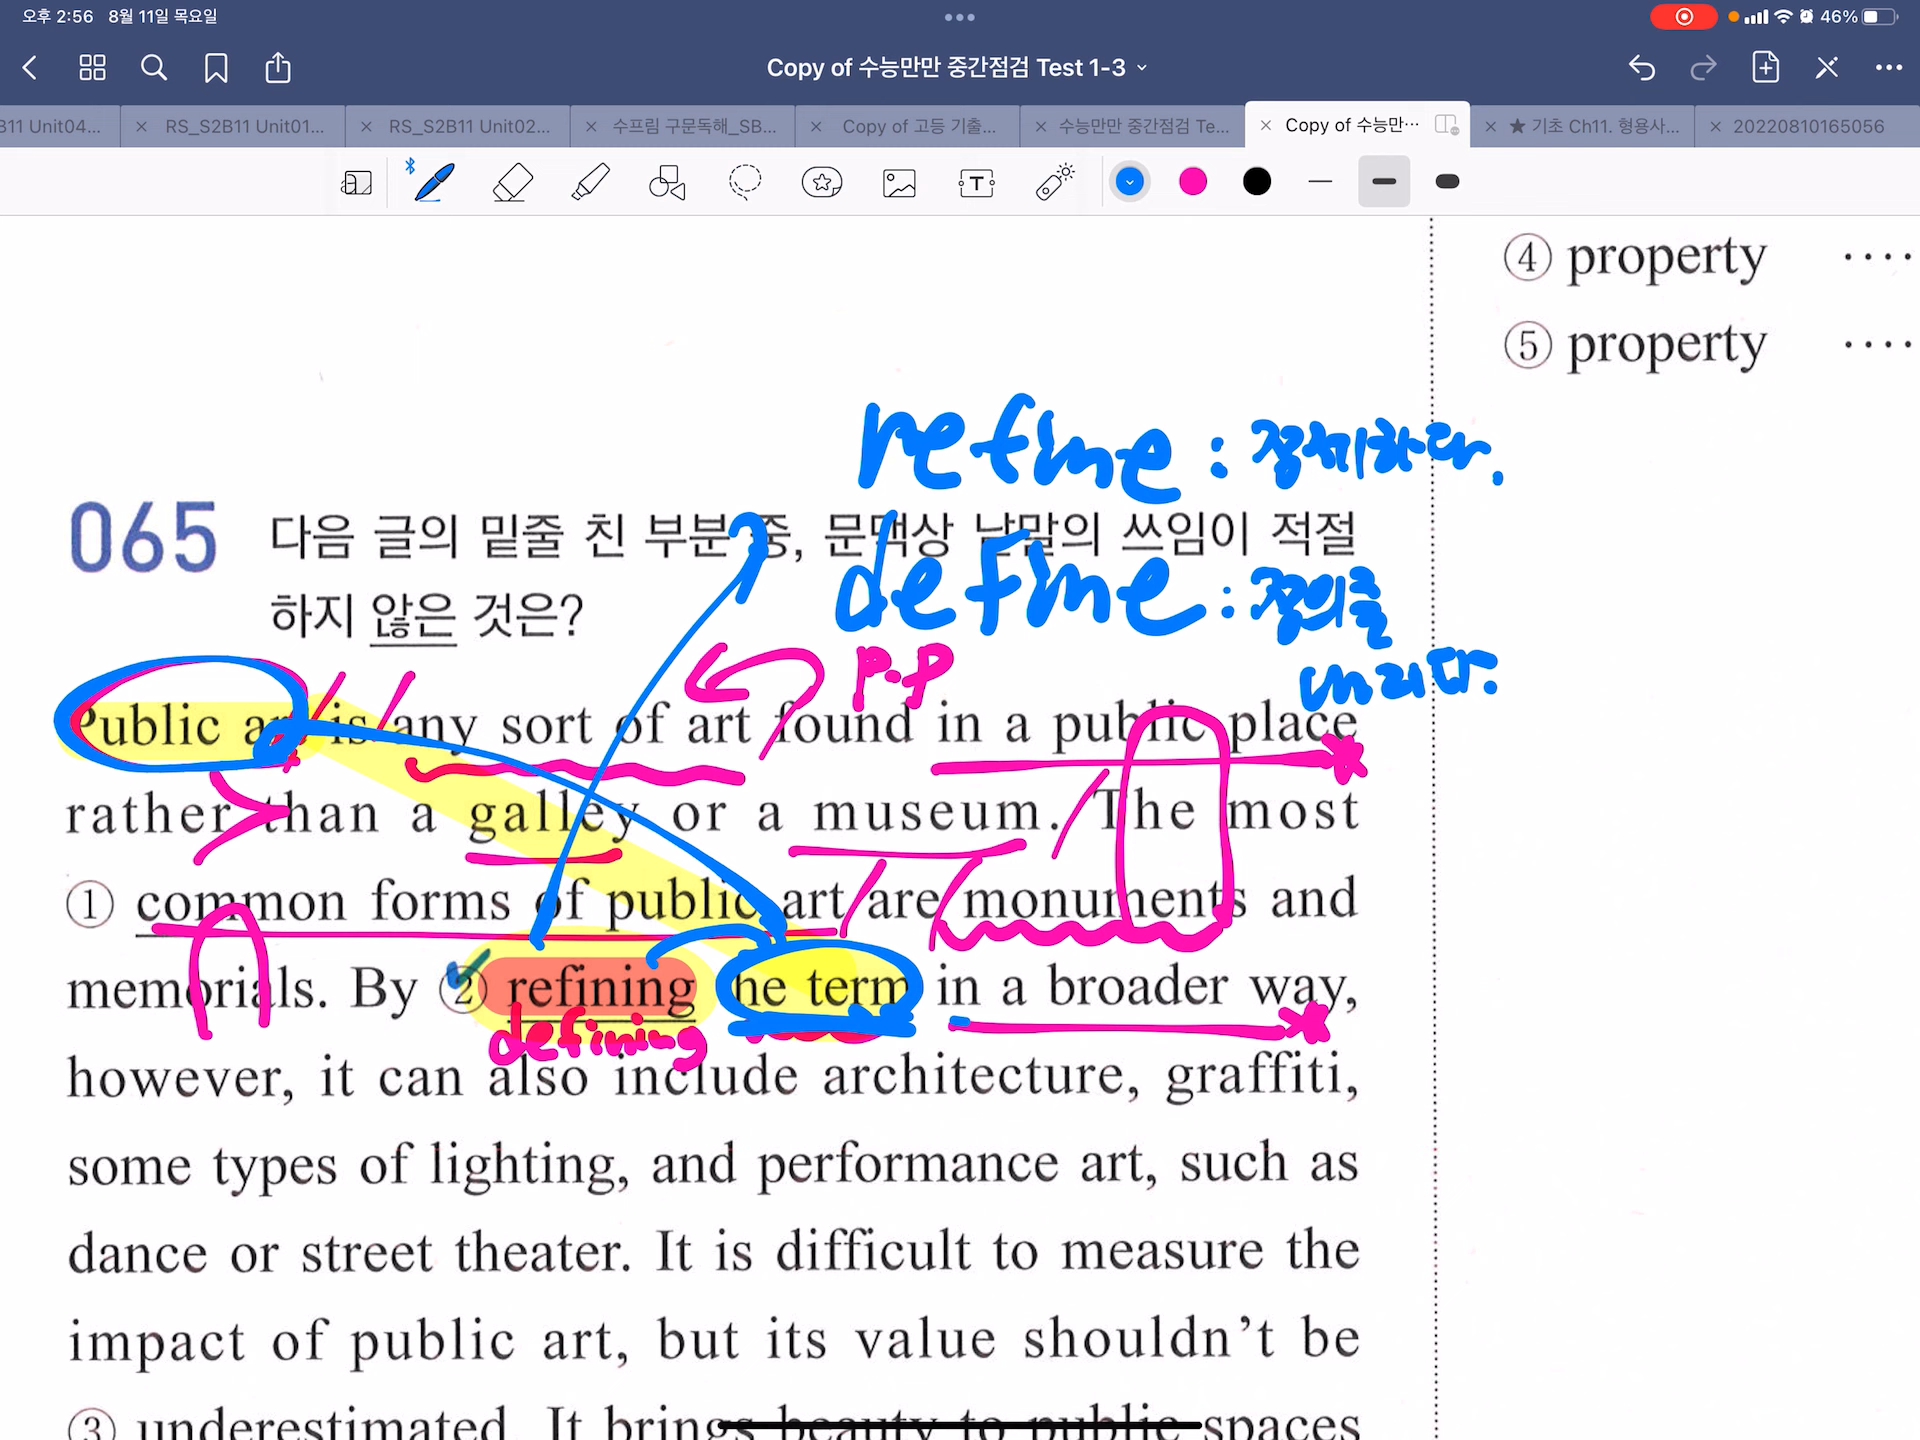 오후 2:56 8월 11일 목요일
46%
Copy of 수능만만 중간점검 Test 1-3
B11 Unit04...
RS_S2B11 Unit01...
RS_S2B11 Unit02...
수프림 구문독해_SB...
Copy of 고등 기출...
수능만만 중간점검 Te...
Copy of 수능만...
★ 기초 Ch11. 형용사...
20220810165056
④ property ····
⑤ property ····
refine : 정제하다.
065 다음 글의 밑줄 친 부분 중, 문맥상 낱말의 쓰임이 적절
define : 정의를
하지 않은 것은?
내리다.
P.P
Public art is any sort of art found in a public place
rather than a galley or a museum. The most
① common forms of public art are monuments and
memorials. By ② refining the term in a broader way,
defining
however, it can also include architecture, graffiti,
some types of lighting, and performance art, such as
dance or street theater. It is difficult to measure the
impact of public art, but its value shouldn't be
③ underestimated. It brings beauty to public spaces